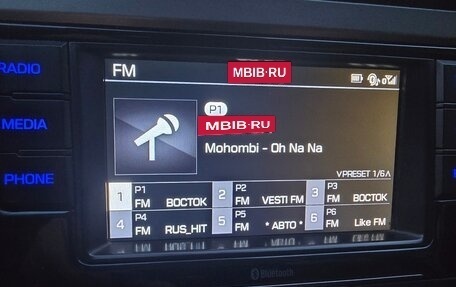 RADIO
MEDIA
PHONE
FM
MBIB·RU
P1
MBIB·RU
Mohombi - Oh Na Na
PRESET 1/6
1 P1 FM ВОСТОК
2 P2 FM VESTI FM
3 P3 FM ВОСТОК
4 P4 FM RUS_HIT
5 P5 FM * АВТО *
6 P6 FM Like FM
Bluetooth